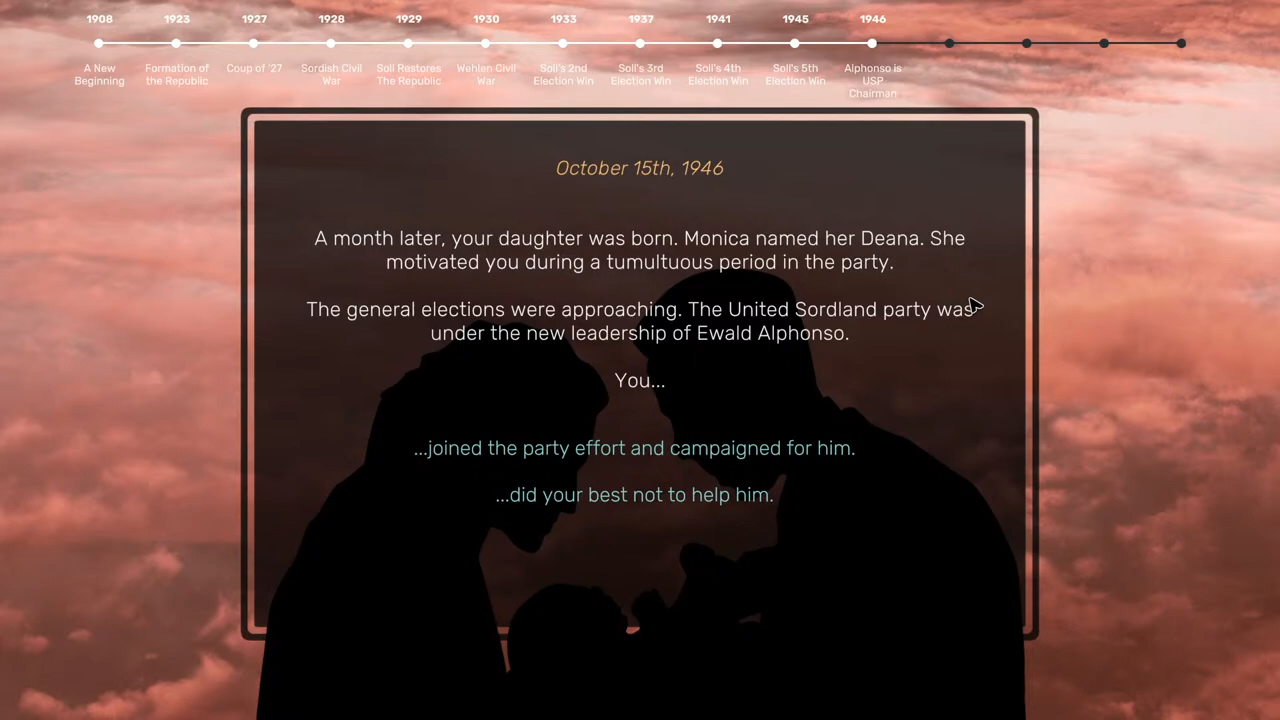 1908 1923 1927 1928 1929 1930 1933 1937 1941 1945 1946
A New Formation of Coup of '27 Sordish Civil Soll Restores Wehlen Civil Soll's 2nd Soll's 3rd Soll's 4th Soll's 5th Alphonso is
Beginning the Republic War The Republic War Election Win Election Win Election Win Election Win USP
Chairman
October 15th, 1946
A month later, your daughter was born. Monica named her Deana. She
motivated you during a tumultuous period in the party.
The general elections were approaching. The United Sordland party was
under the new leadership of Ewald Alphonso.
You...
...joined the party effort and campaigned for him.
...did your best not to help him.